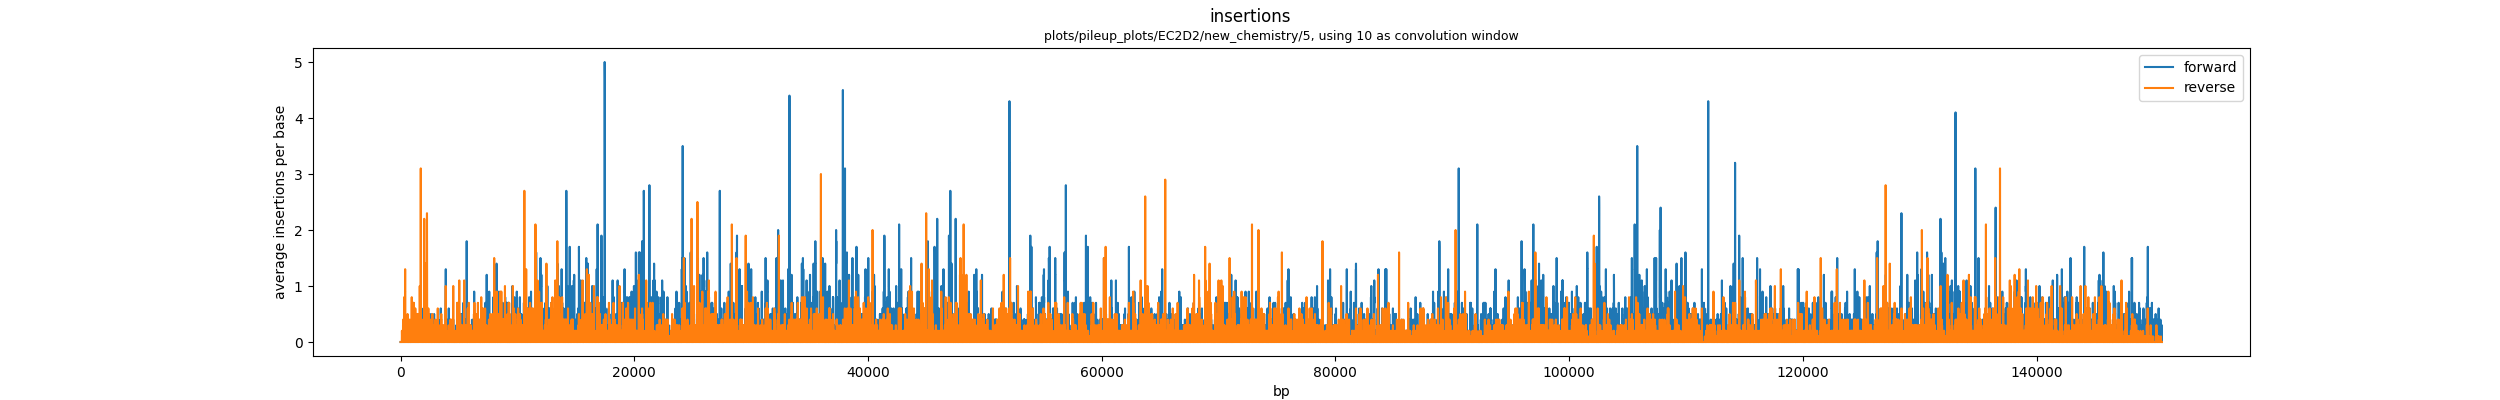 insertions
plots/pileup_plots/EC2D2/new_chemistry/5, using 10 as convolution window
average insertions per base
5
4
3
2
1
0
forward
reverse
0 20000 40000 60000 80000 100000 120000 140000
bp